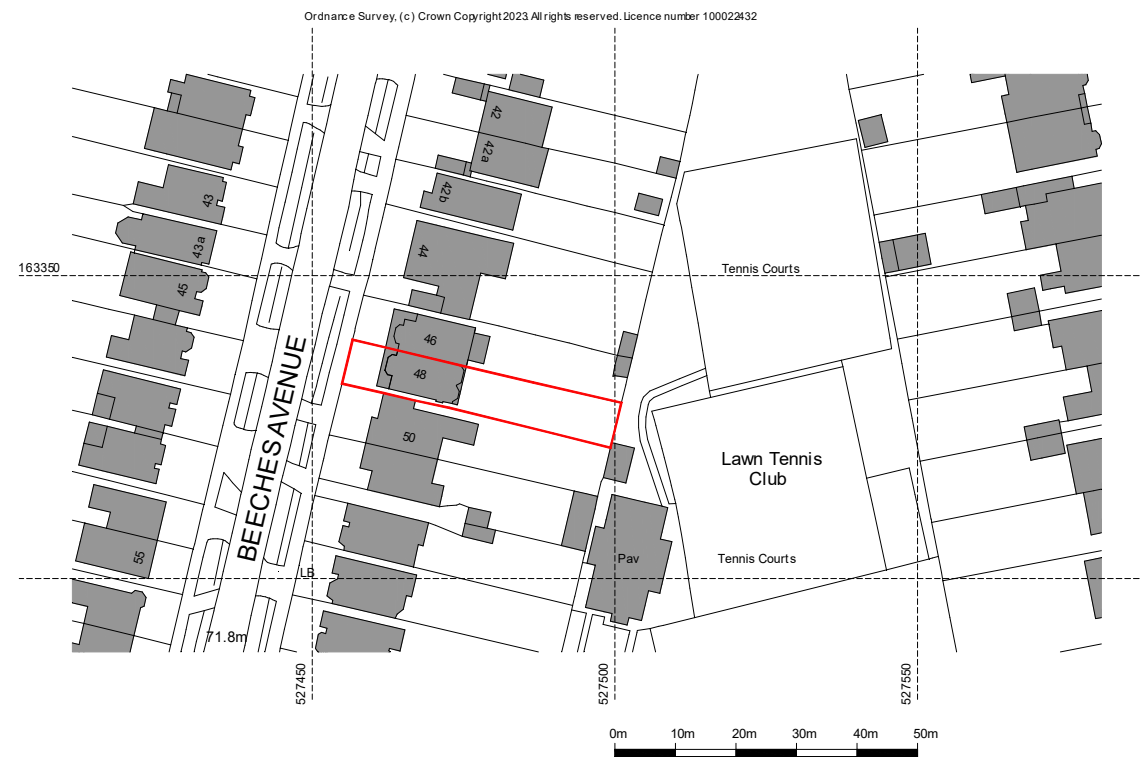 Ordnance Survey, (c) Crown Copyright 2023. All rights reserved. Licence number 100022432
42
42a
43
42b
43a
44
Tennis Courts
163350
45
46
48
BEECHES AVENUE
50
Lawn Tennis
Club
55
Pav
Tennis Courts
LB
71.8m
527450
527500
527550
0m
10m
20m
30m
40m
50m